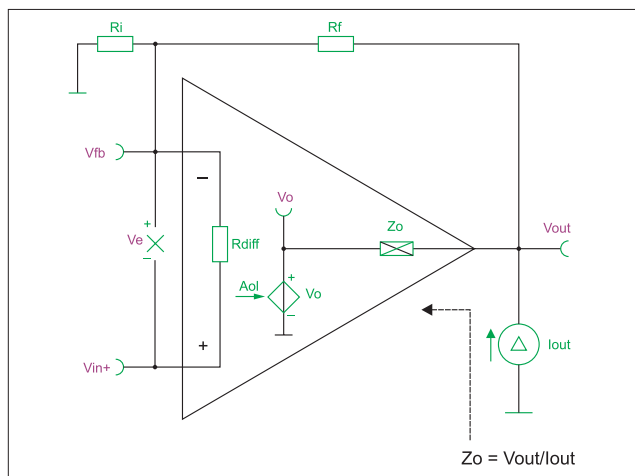 Ri
Rf
Vfb
−
Vo
Zo
Vout
+
Ve
−
Rdiff
Aol
+
Vo
−
Iout
+
Vin+
Zo = Vout/Iout